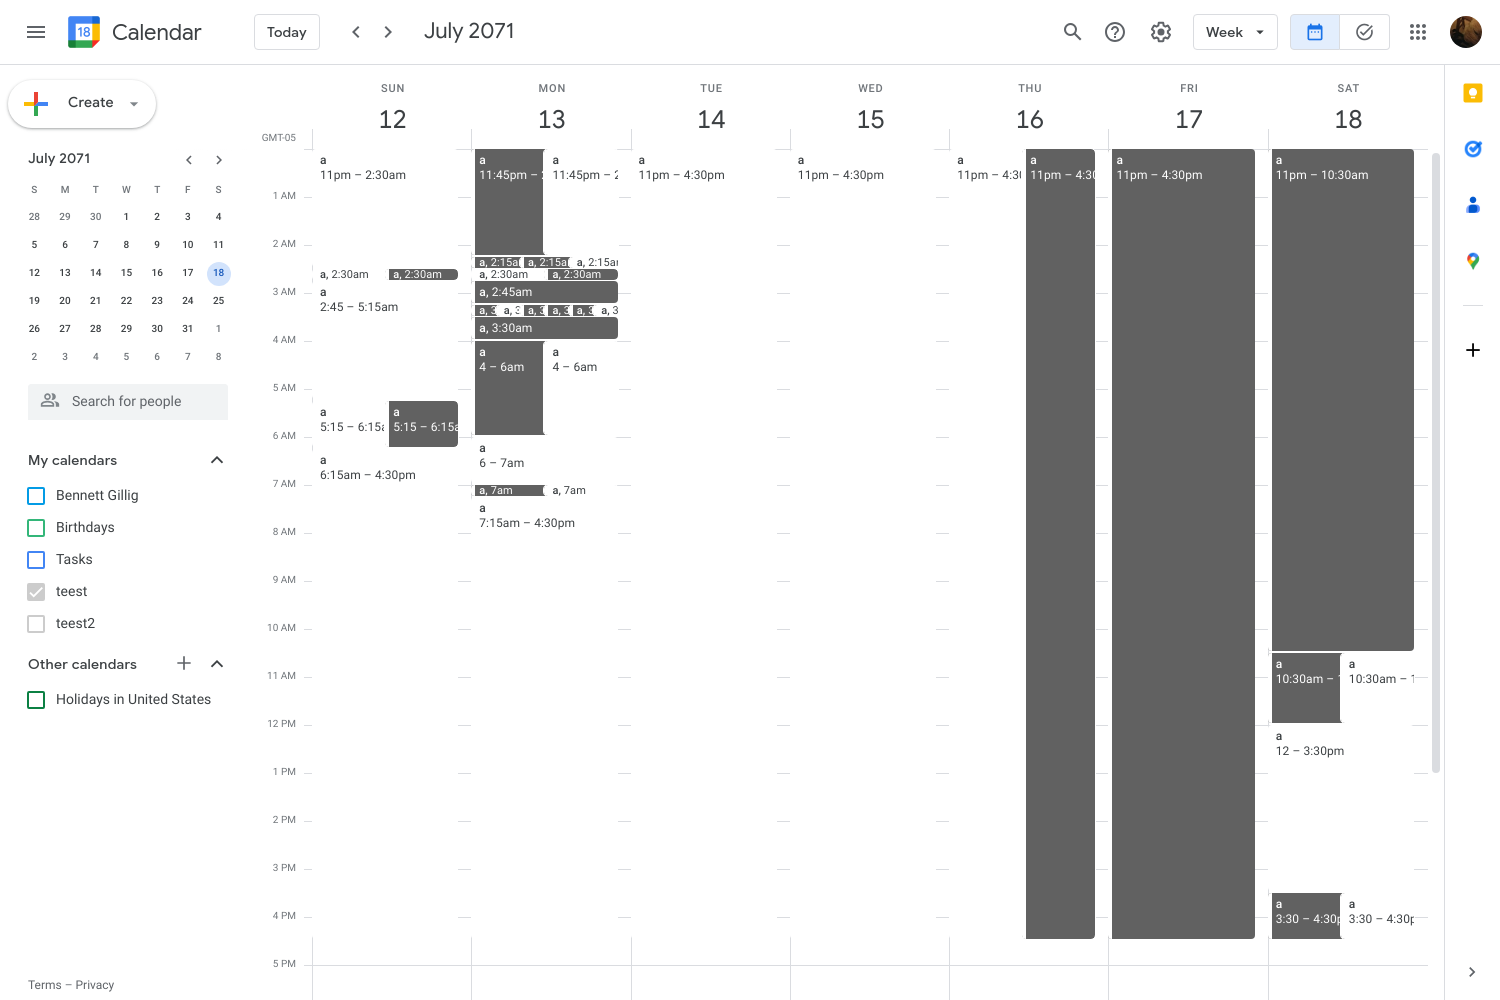 18 Calendar Today July 2071 Week
Create
July 2071
S M T W T F S
28 29 30 1 2 3 4
5 6 7 8 9 10 11
12 13 14 15 16 17 18
19 20 21 22 23 24 25
26 27 28 29 30 31 1
2 3 4 5 6 7 8
Search for people
My calendars
Bennett Gillig
Birthdays
Tasks
teest
teest2
Other calendars
Holidays in United States
Terms – Privacy
SUN MON TUE WED THU FRI SAT
12 13 14 15 16 17 18
GMT-05
1 AM
2 AM
3 AM
4 AM
5 AM
6 AM
7 AM
8 AM
9 AM
10 AM
11 AM
12 PM
1 PM
2 PM
3 PM
4 PM
5 PM
a
11pm – 2:30am
a, 2:30am
a, 2:30am
a
2:45 – 5:15am
a
5:15 – 6:15a
a
5:15 – 6:15a
a
6:15am – 4:30pm
a
11:45pm –
a
11:45pm – 2
a, 2:15a
a, 2:15a
a, 2:15a
a, 2:30am
a, 2:30am
a, 2:45am
a, 3
a, 3
a, 3
a, 3
a, 3
a, 3
a, 3:30am
a
4 – 6am
a
4 – 6am
a
6 – 7am
a, 7am
a, 7am
a
7:15am – 4:30pm
a
11pm – 4:30pm
a
11pm – 4:30pm
a
11pm – 4:30
a
11pm – 4:30
a
11pm – 4:30pm
a
11pm – 10:30am
a
10:30am –
a
10:30am – 1
a
12 – 3:30pm
a
3:30 – 4:30p
a
3:30 – 4:30p